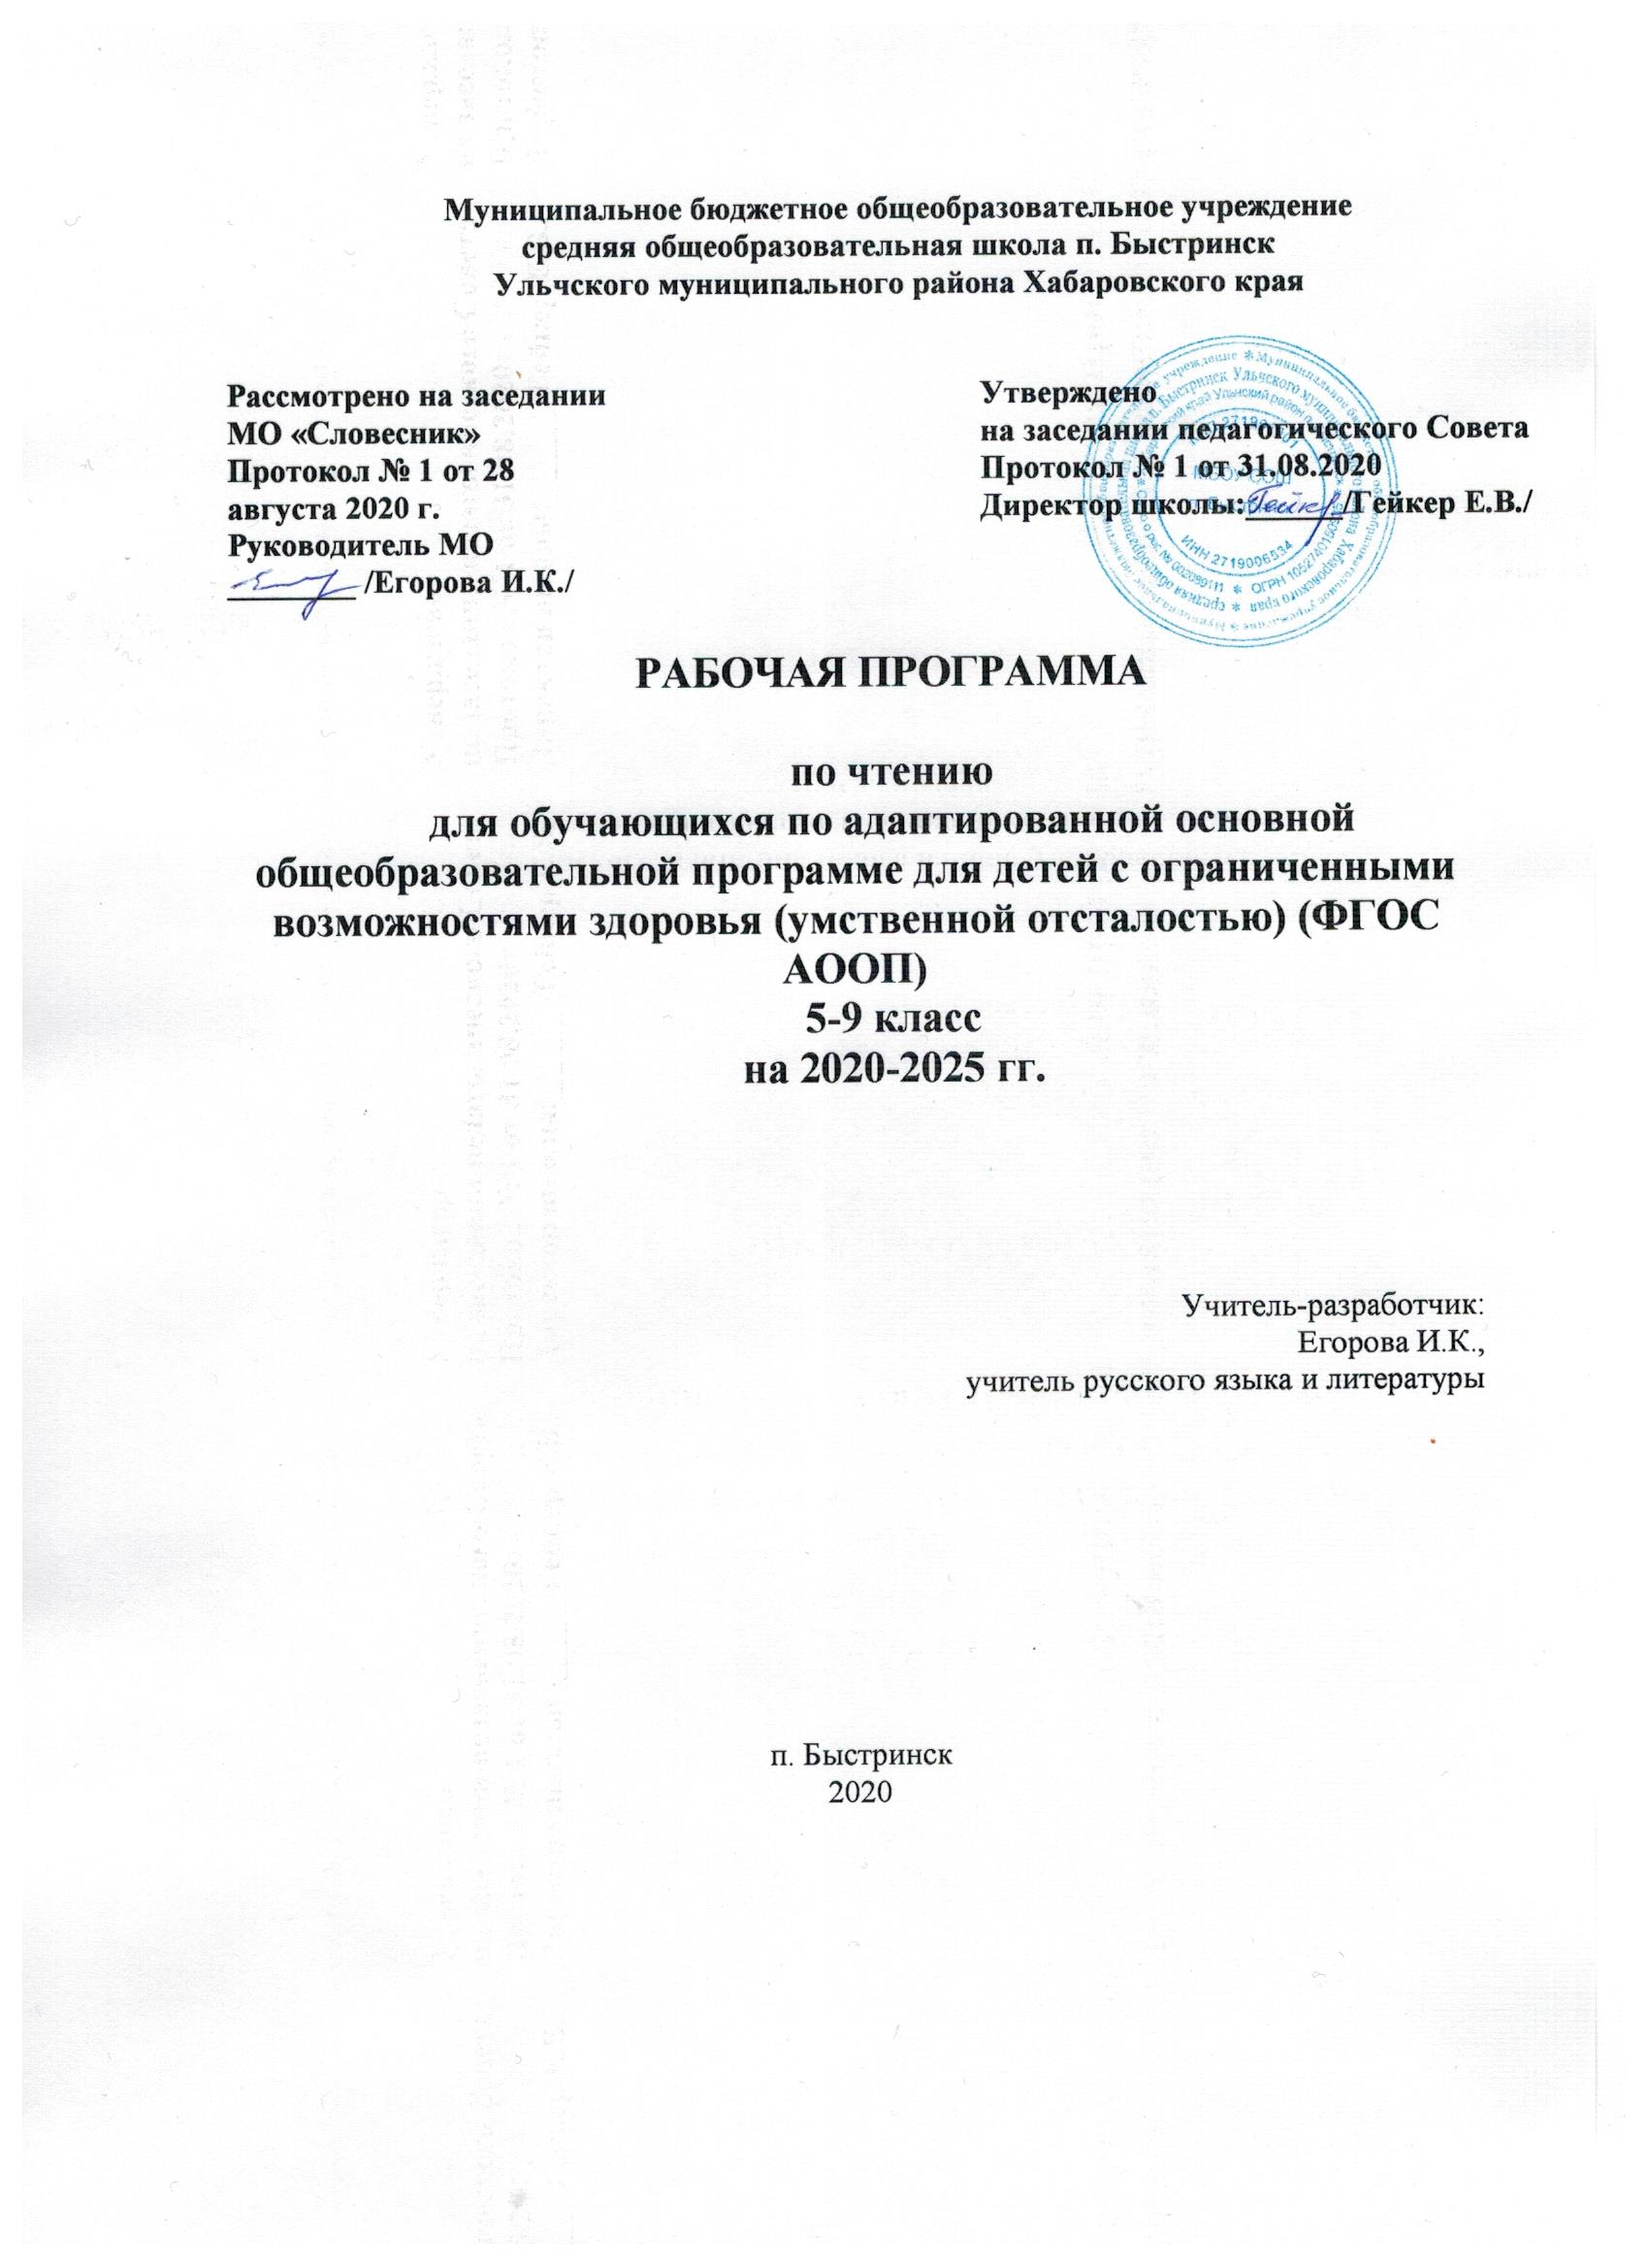 Муниципальное бюджетное общеобразовательное учреждение
средняя общеобразовательная школа п. Быстринск
Ульчского муниципального района Хабаровского края
Рассмотрено на заседании
МО «Словесник»
Протокол № 1 от 28
августа 2020 г.
Руководитель МО
/Егорова И.К./
Утверждено
на заседании педагогического Совета
Протокол № 1 от 31.08.2020
Директор школы: Гейкер /Гейкер Е.В./
ИНН 2719006534
РАБОЧАЯ ПРОГРАММА
по чтению
для обучающихся по адаптированной основной
общеобразовательной программе для детей с ограниченными
возможностями здоровья (умственной отсталостью) (ФГОС
АООП)
5-9 класс
на 2020-2025 гг.
Учитель-разработчик:
Егорова И.К.,
учитель русского языка и литературы
п. Быстринск
2020